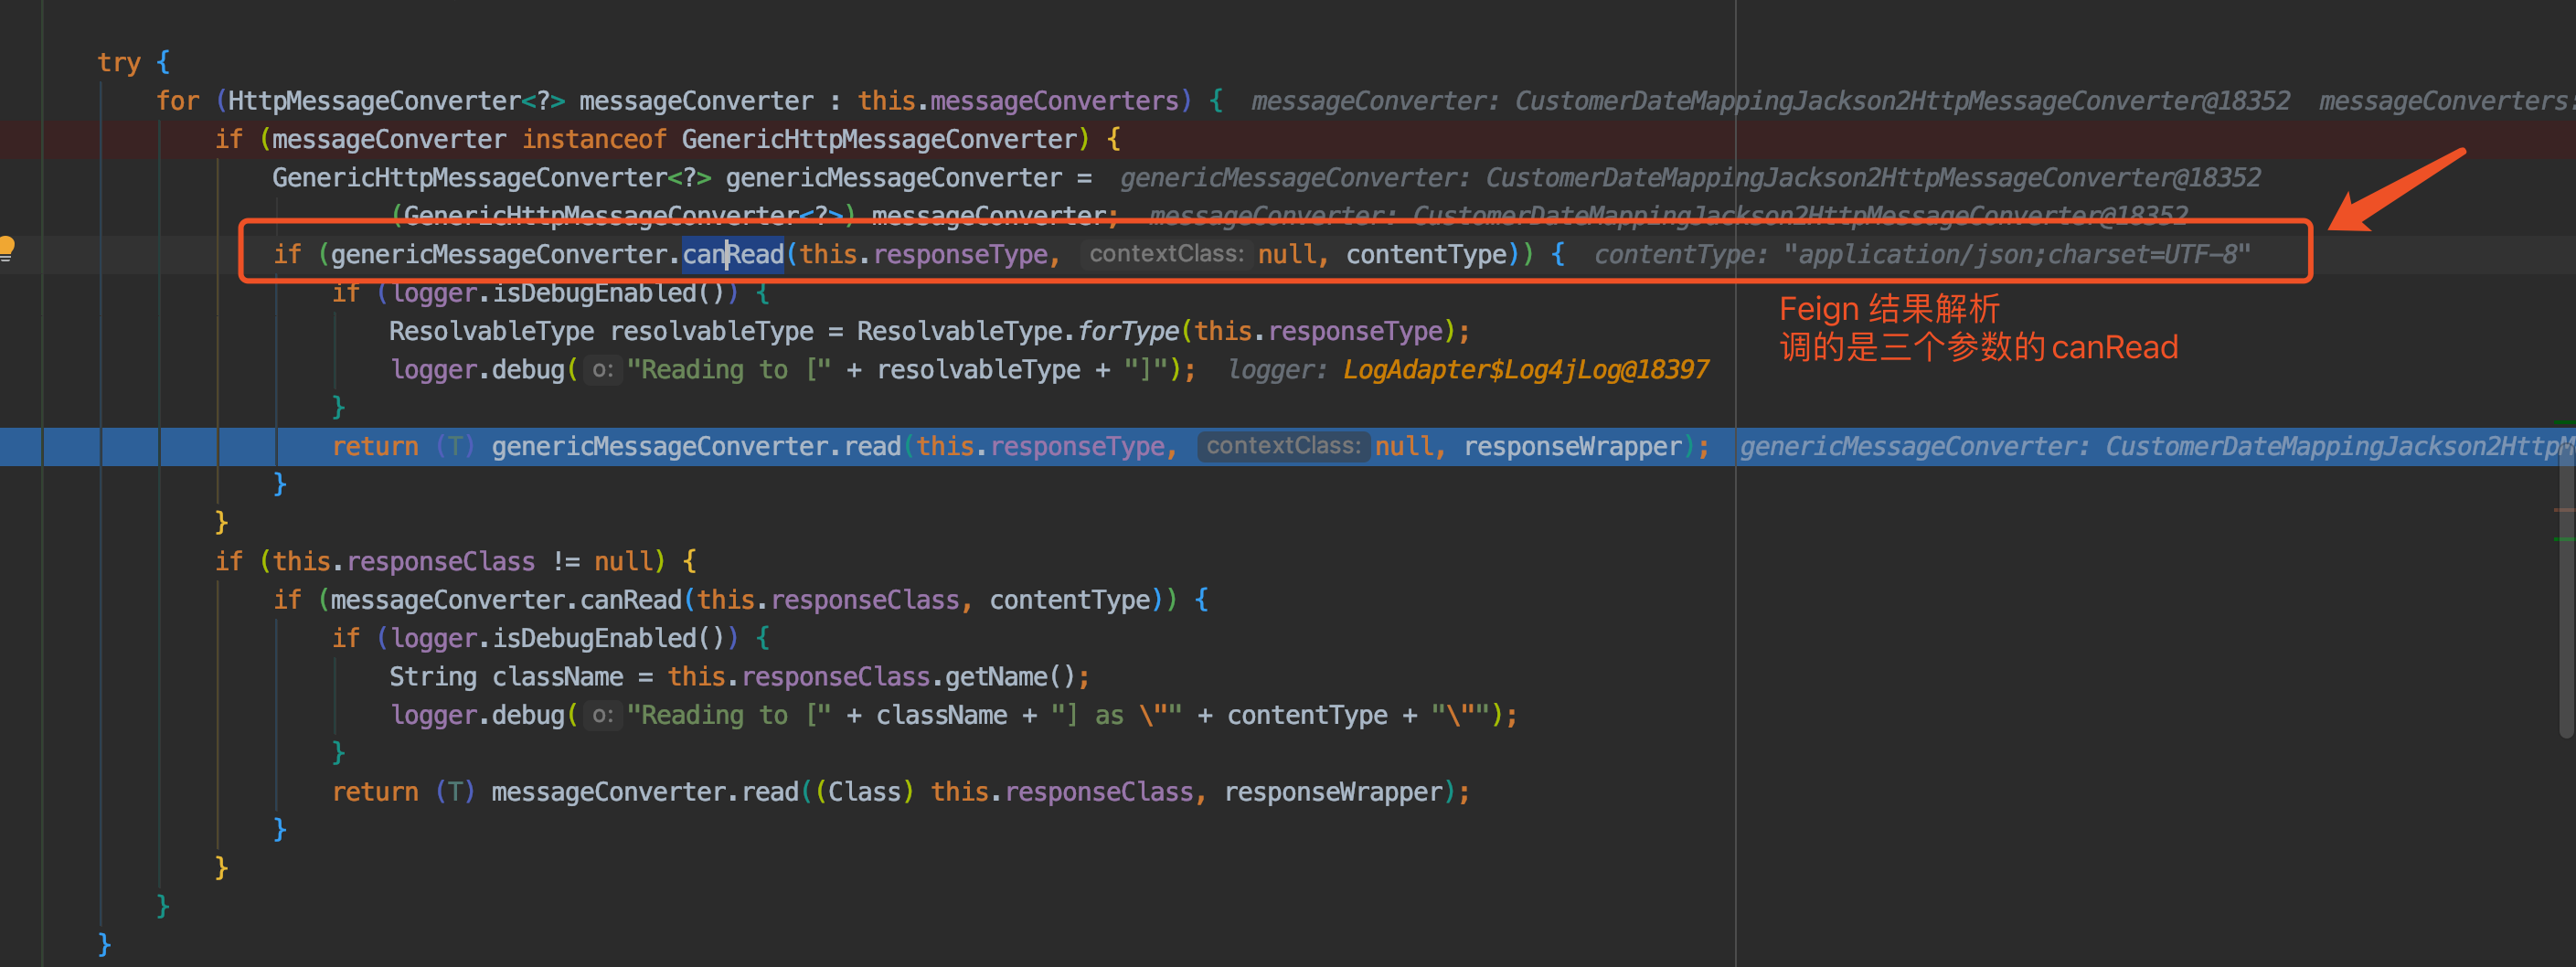 try {
for (HttpMessageConverter<?> messageConverter : this.messageConverters) { messageConverter: CustomerDateMappingJackson2HttpMessageConverter@18352 messageConverters:
if (messageConverter instanceof GenericHttpMessageConverter) {
GenericHttpMessageConverter<?> genericMessageConverter = genericMessageConverter: CustomerDateMappingJackson2HttpMessageConverter@18352
(GenericHttpMessageConverter<?>) messageConverter; messageConverter: CustomerDateMappingJackson2HttpMessageConverter@18352
if (genericMessageConverter.canRead(this.responseType, contextClass: null, contentType)) { contentType: "application/json;charset=UTF-8"
if (logger.isDebugEnabled()) {
Feign 结果解析
ResolvableType resolvableType = ResolvableType.forType(this.responseType);
调的是三个参数的 canRead
logger.debug( o: "Reading to [" + resolvableType + "]"); logger: LogAdapter$Log4jLog@18397
}
return (T) genericMessageConverter.read(this.responseType, contextClass: null, responseWrapper); genericMessageConverter: CustomerDateMappingJackson2HttpM
}
}
if (this.responseClass != null) {
if (messageConverter.canRead(this.responseClass, contentType)) {
if (logger.isDebugEnabled()) {
String className = this.responseClass.getName();
logger.debug( o: "Reading to [" + className + "] as \"" + contentType + "\"");
}
return (T) messageConverter.read((Class) this.responseClass, responseWrapper);
}
}
}
}